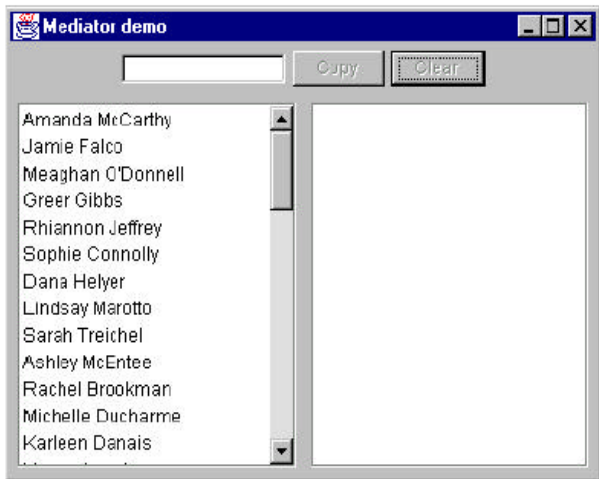 Mediator demo
Copy Clear
Amanda McCarthy
Jamie Falco
Meaghan O'Donnell
Greer Gibbs
Rhiannon Jeffrey
Sophie Connolly
Dana Helyer
Lindsay Marotto
Sarah Treichel
Ashley McEntee
Rachel Brookman
Michelle Ducharme
Karleen Danais